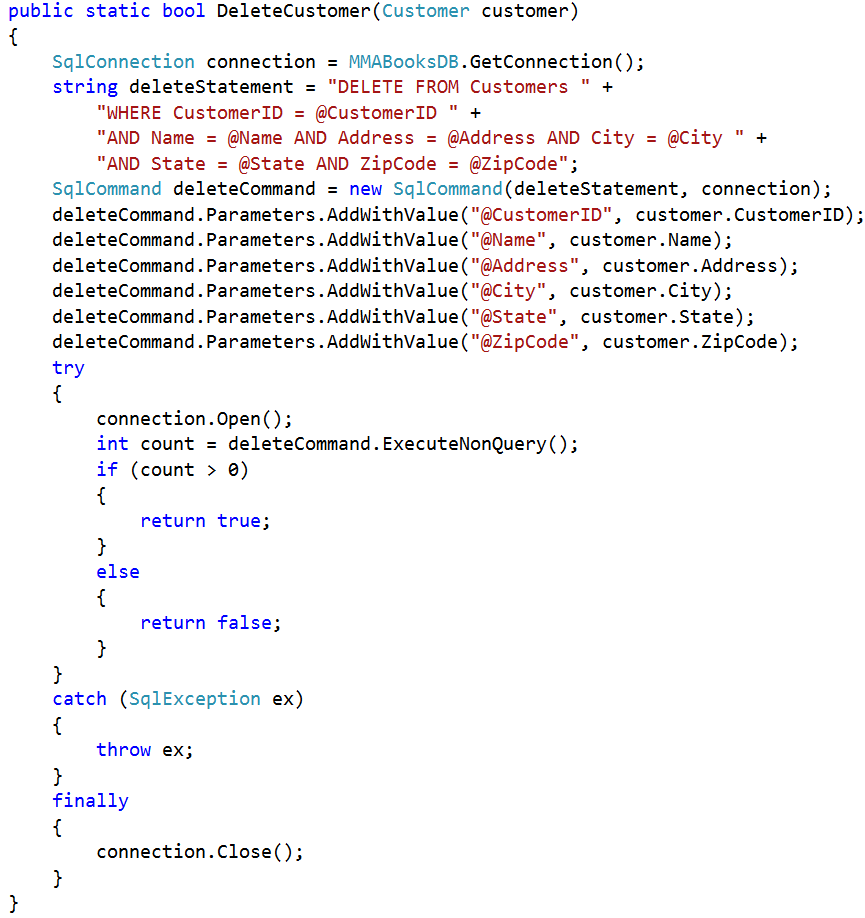 public static bool DeleteCustomer(Customer customer)
{
    SqlConnection connection = MMABooksDB.GetConnection();
    string deleteStatement = "DELETE FROM Customers " +
        "WHERE CustomerID = @CustomerID " +
        "AND Name = @Name AND Address = @Address AND City = @City " +
        "AND State = @State AND ZipCode = @ZipCode";
    SqlCommand deleteCommand = new SqlCommand(deleteStatement, connection);
    deleteCommand.Parameters.AddWithValue("@CustomerID", customer.CustomerID);
    deleteCommand.Parameters.AddWithValue("@Name", customer.Name);
    deleteCommand.Parameters.AddWithValue("@Address", customer.Address);
    deleteCommand.Parameters.AddWithValue("@City", customer.City);
    deleteCommand.Parameters.AddWithValue("@State", customer.State);
    deleteCommand.Parameters.AddWithValue("@ZipCode", customer.ZipCode);
    try
    {
        connection.Open();
        int count = deleteCommand.ExecuteNonQuery();
        if (count > 0)
        {
            return true;
        }
        else
        {
            return false;
        }
    }
    catch (SqlException ex)
    {
        throw ex;
    }
    finally
    {
        connection.Close();
    }
}